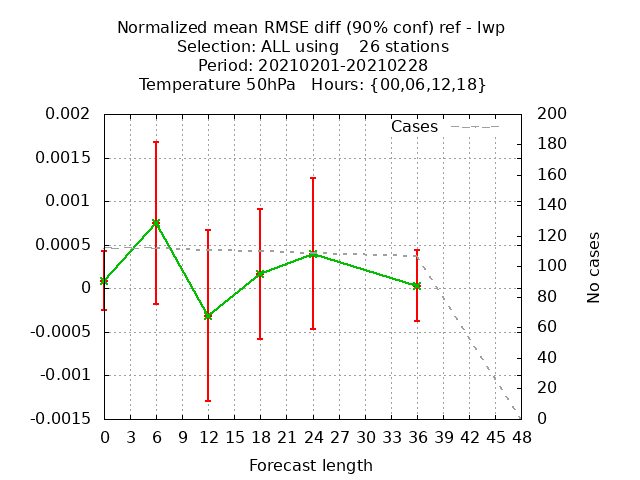 Normalized mean RMSE diff (90% conf) ref - lwp
Selection: ALL using    26 stations
Period: 20210201-20210228
Temperature 50hPa   Hours: {00,06,12,18}
Cases
0.002
0.0015
0.001
0.0005
0
-0.0005
-0.001
-0.0015
200
180
160
140
120
100
80
60
40
20
0
No cases
0 3 6 9 12 15 18 21 24 27 30 33 36 39 42 45 48
Forecast length